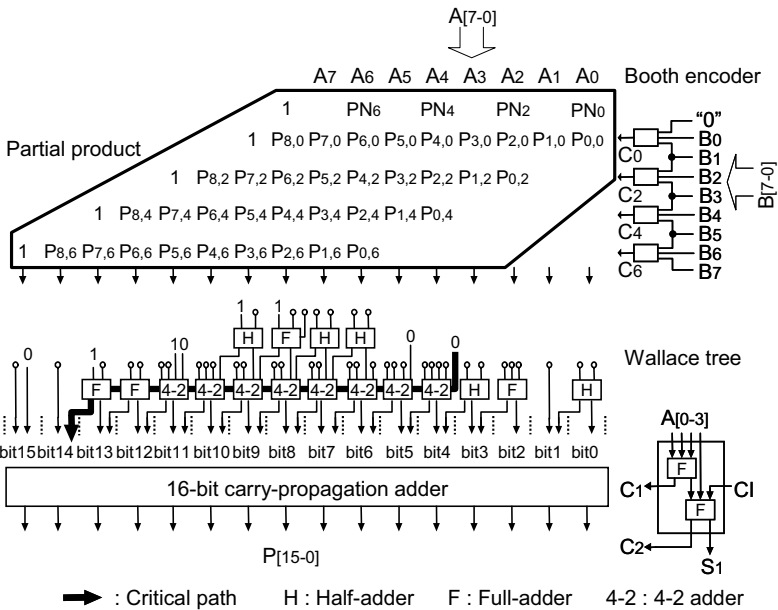 A[7-0]
A7 A6 A5 A4 A3 A2 A1 A0
Booth encoder
1 PN6 PN4 PN2 PN0
"0"
B0
1 P8,0 P7,0 P6,0 P5,0 P4,0 P3,0 P2,0 P1,0 P0,0
Partial product
C0
B1
1 P8,2 P7,2 P6,2 P5,2 P4,2 P3,2 P2,2 P1,2 P0,2
B2
B[7-0]
C2
B3
1 P8,4 P7,4 P6,4 P5,4 P4,4 P3,4 P2,4 P1,4 P0,4
B4
C4
B5
1 P8,6 P7,6 P6,6 P5,6 P4,6 P3,6 P2,6 P1,6 P0,6
B6
C6
B7
1 1
H F H H
0 1 10 0 0
Wallace tree
F F 4-2 4-2 4-2 4-2 4-2 4-2 4-2 4-2 H F H
A[0-3]
bit15 bit14 bit13 bit12 bit11 bit10 bit9 bit8 bit7 bit6 bit5 bit4 bit3 bit2 bit1 bit0
F
C1 CI
16-bit carry-propagation adder
F
C2
S1
P[15-0]
: Critical path H : Half-adder F : Full-adder 4-2 : 4-2 adder